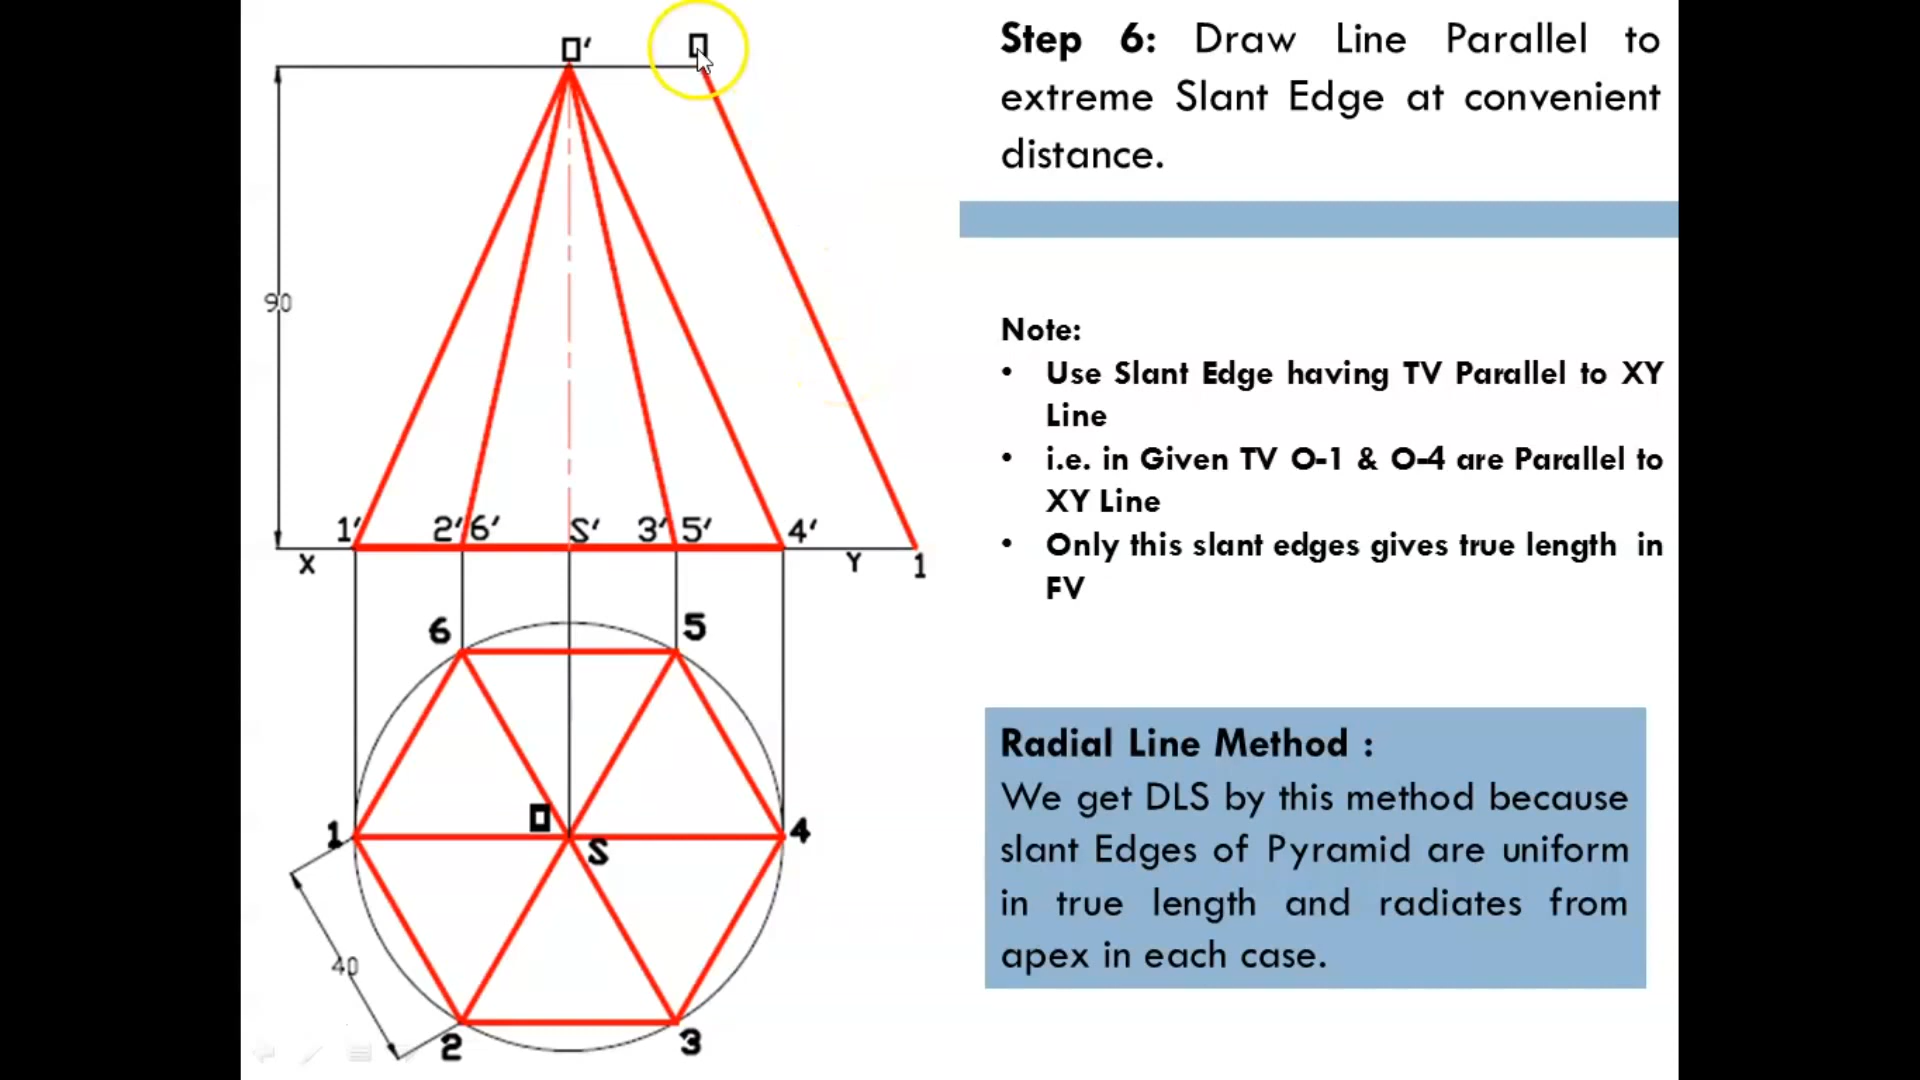 Step 6: Draw Line Parallel to
extreme Slant Edge at convenient
distance.
O' O
90
1' 2' 6' S' 3' 5' 4'
X Y 1
Note:
• Use Slant Edge having TV Parallel to XY
Line
• i.e. in Given TV O-1 & O-4 are Parallel to
XY Line
• Only this slant edges gives true length in
FV
6 5
1 O S 4
40
2 3
Radial Line Method :
We get DLS by this method because
slant Edges of Pyramid are uniform
in true length and radiates from
apex in each case.